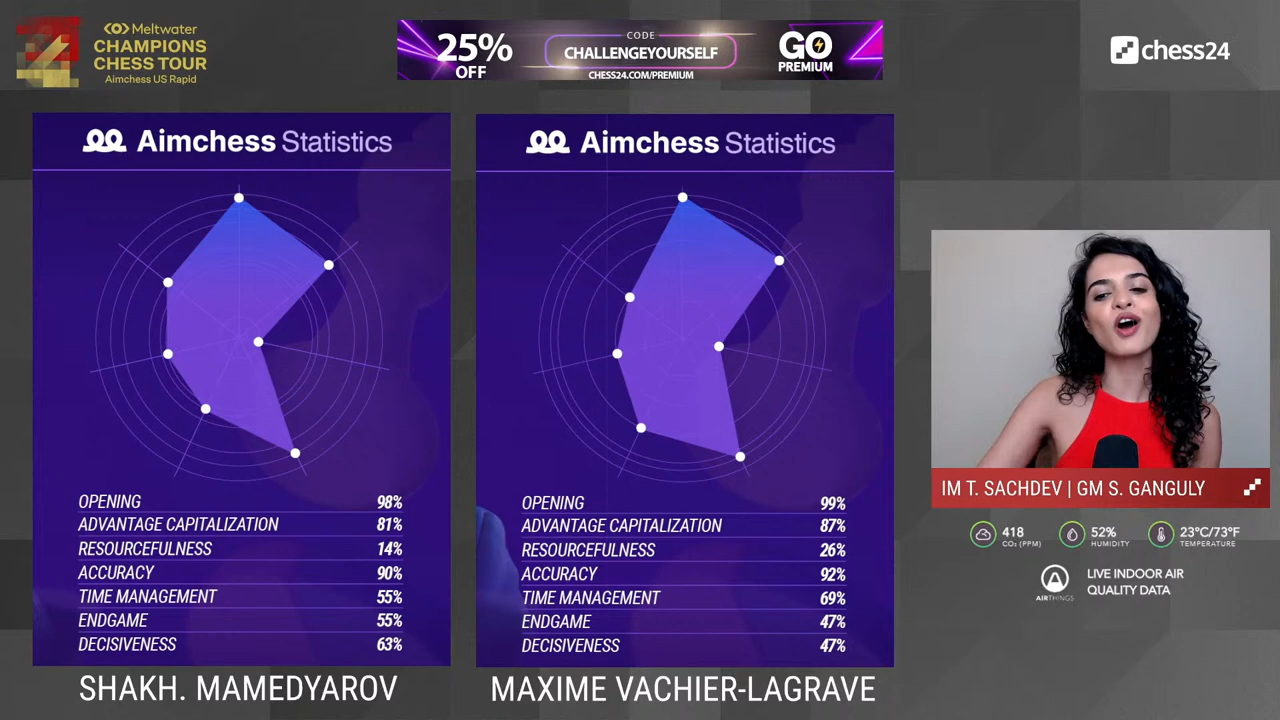 Meltwater
CHAMPIONS
CHESS TOUR
Aimchess US Rapid
25%
OFF
CODE
CHALLENGEYOURSELF
CHESS24.COM/PREMIUM
GO
PREMIUM
chess24
Aimchess Statistics
OPENING 98%
ADVANTAGE CAPITALIZATION 81%
RESOURCEFULNESS 14%
ACCURACY 90%
TIME MANAGEMENT 55%
ENDGAME 55%
DECISIVENESS 63%
SHAKH. MAMEDYAROV
Aimchess Statistics
OPENING 99%
ADVANTAGE CAPITALIZATION 87%
RESOURCEFULNESS 26%
ACCURACY 92%
TIME MANAGEMENT 69%
ENDGAME 47%
DECISIVENESS 47%
MAXIME VACHIER-LAGRAVE
IM T. SACHDEV | GM S. GANGULY
418
CO₂ (PPM)
52%
HUMIDITY
23°C/73°F
TEMPERATURE
AIRTHINGS
LIVE INDOOR AIR
QUALITY DATA